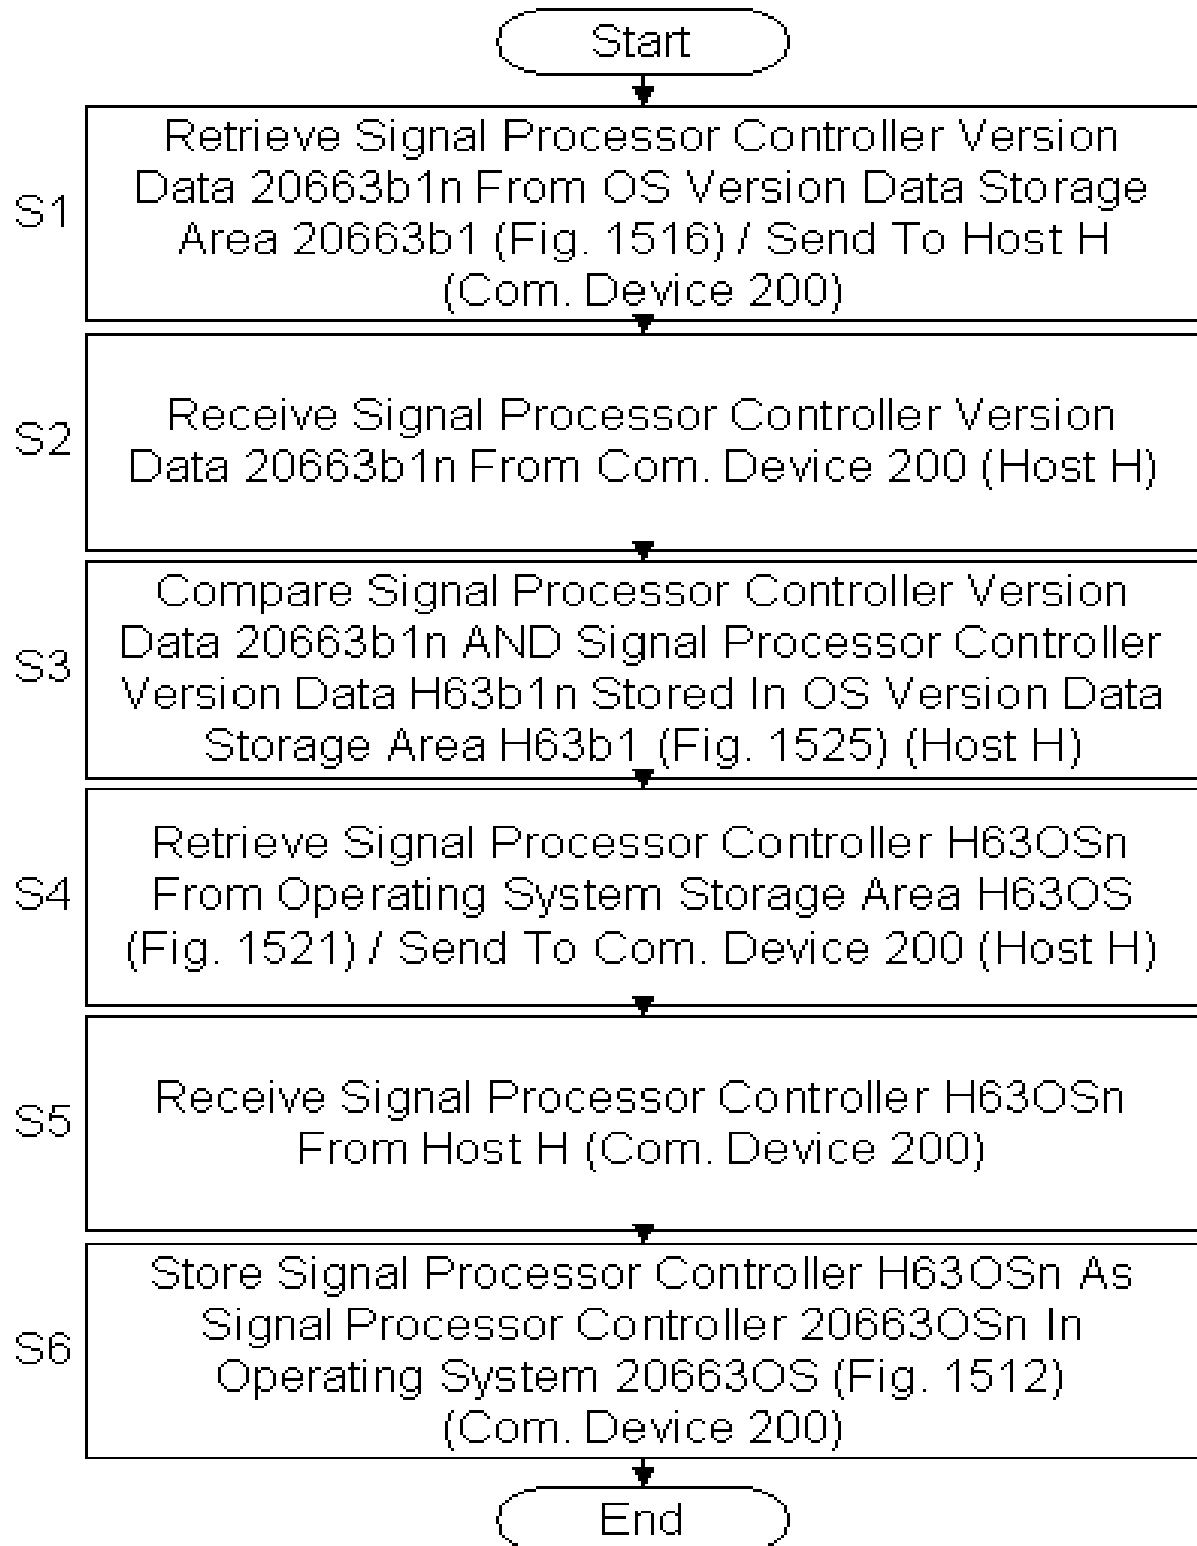 Start
S1
Retrieve Signal Processor Controller Version
Data 20663b1n From OS Version Data Storage
Area 20663b1 (Fig. 1516) / Send To Host H
(Com. Device 200)
S2
Receive Signal Processor Controller Version
Data 20663b1n From Com. Device 200 (Host H)
S3
Compare Signal Processor Controller Version
Data 20663b1n AND Signal Processor Controller
Version Data H63b1n Stored In OS Version Data
Storage Area H63b1 (Fig. 1525) (Host H)
S4
Retrieve Signal Processor Controller H63OSn
From Operating System Storage Area H63OS
(Fig. 1521) / Send To Com. Device 200 (Host H)
S5
Receive Signal Processor Controller H63OSn
From Host H (Com. Device 200)
S6
Store Signal Processor Controller H63OSn As
Signal Processor Controller 20663OSn In
Operating System 20663OS (Fig. 1512)
(Com. Device 200)
End